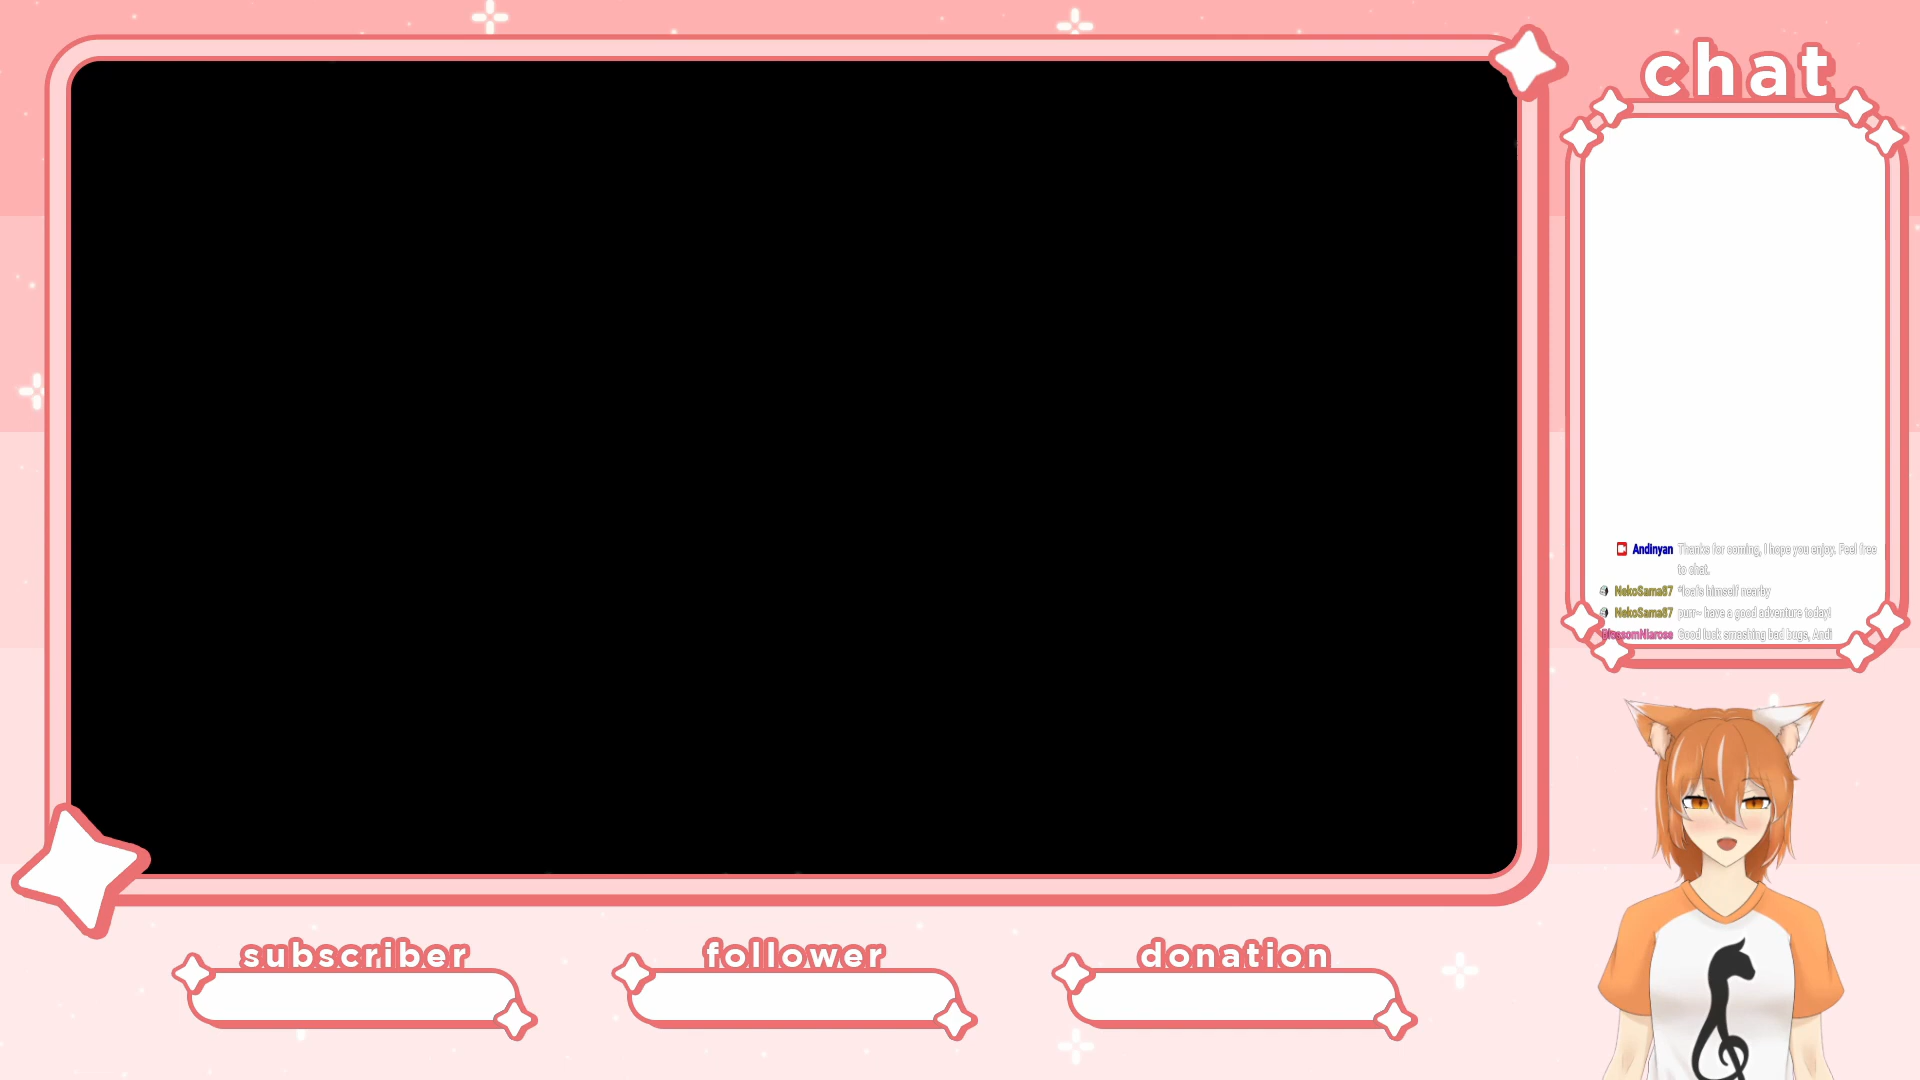 chat
Andinyan Thanks for coming, I hope you enjoy. Feel free
to chat.
NekoSama87 *loafs himself nearby
NekoSama87 purr~ have a good adventure today!
BlossomNiarose Good luck smashing bad bugs, Andi
subscriber
follower
donation